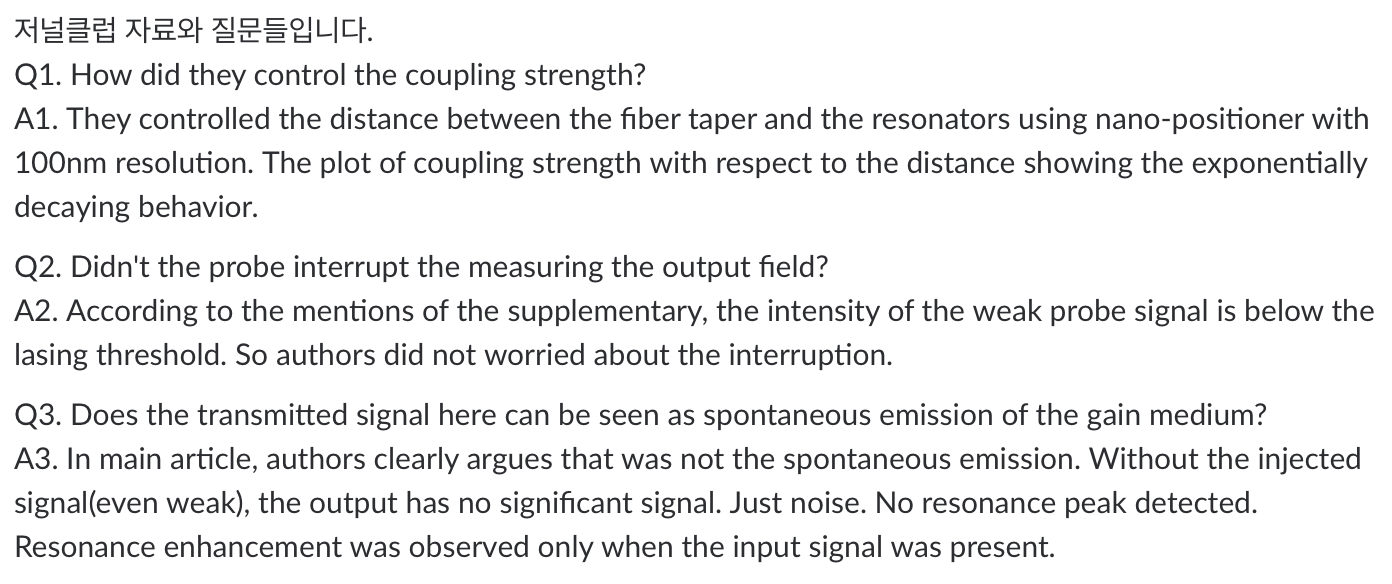 저널클럽 자료와 질문들입니다.
Q1. How did they control the coupling strength?
A1. They controlled the distance between the fiber taper and the resonators using nano-positioner with
100nm resolution. The plot of coupling strength with respect to the distance showing the exponentially
decaying behavior.
Q2. Didn't the probe interrupt the measuring the output field?
A2. According to the mentions of the supplementary, the intensity of the weak probe signal is below the
lasing threshold. So authors did not worried about the interruption.
Q3. Does the transmitted signal here can be seen as spontaneous emission of the gain medium?
A3. In main article, authors clearly argues that was not the spontaneous emission. Without the injected
signal(even weak), the output has no significant signal. Just noise. No resonance peak detected.
Resonance enhancement was observed only when the input signal was present.